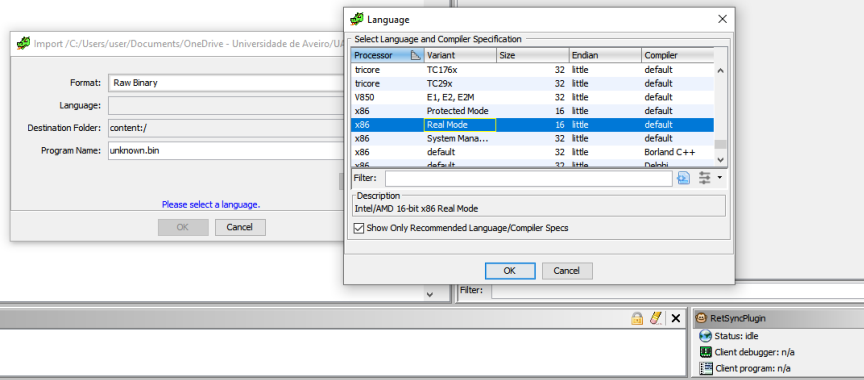 Import /C:/Users/user/Documents/OneDrive - Universidade de Aveiro/UA
Format: Raw Binary
Language:
Destination Folder: content:/
Program Name: unknown.bin
Please select a language.
OK Cancel
Language
Select Language and Compiler Specification
Processor Variant Size Endian Compiler
tricore TC176x 32 little default
tricore TC29x 32 little default
V850 E1, E2, E2M 32 little default
x86 Protected Mode 16 little default
x86 Real Mode 16 little default
x86 System Mana... 32 little default
x86 default 32 little Borland C++
x86 default 32 little Delphi
Filter:
Description
Intel/AMD 16-bit x86 Real Mode
Show Only Recommended Language/Compiler Specs
OK Cancel
Filter:
RetSyncPlugin
Status: idle
Client debugger: n/a
Client program: n/a